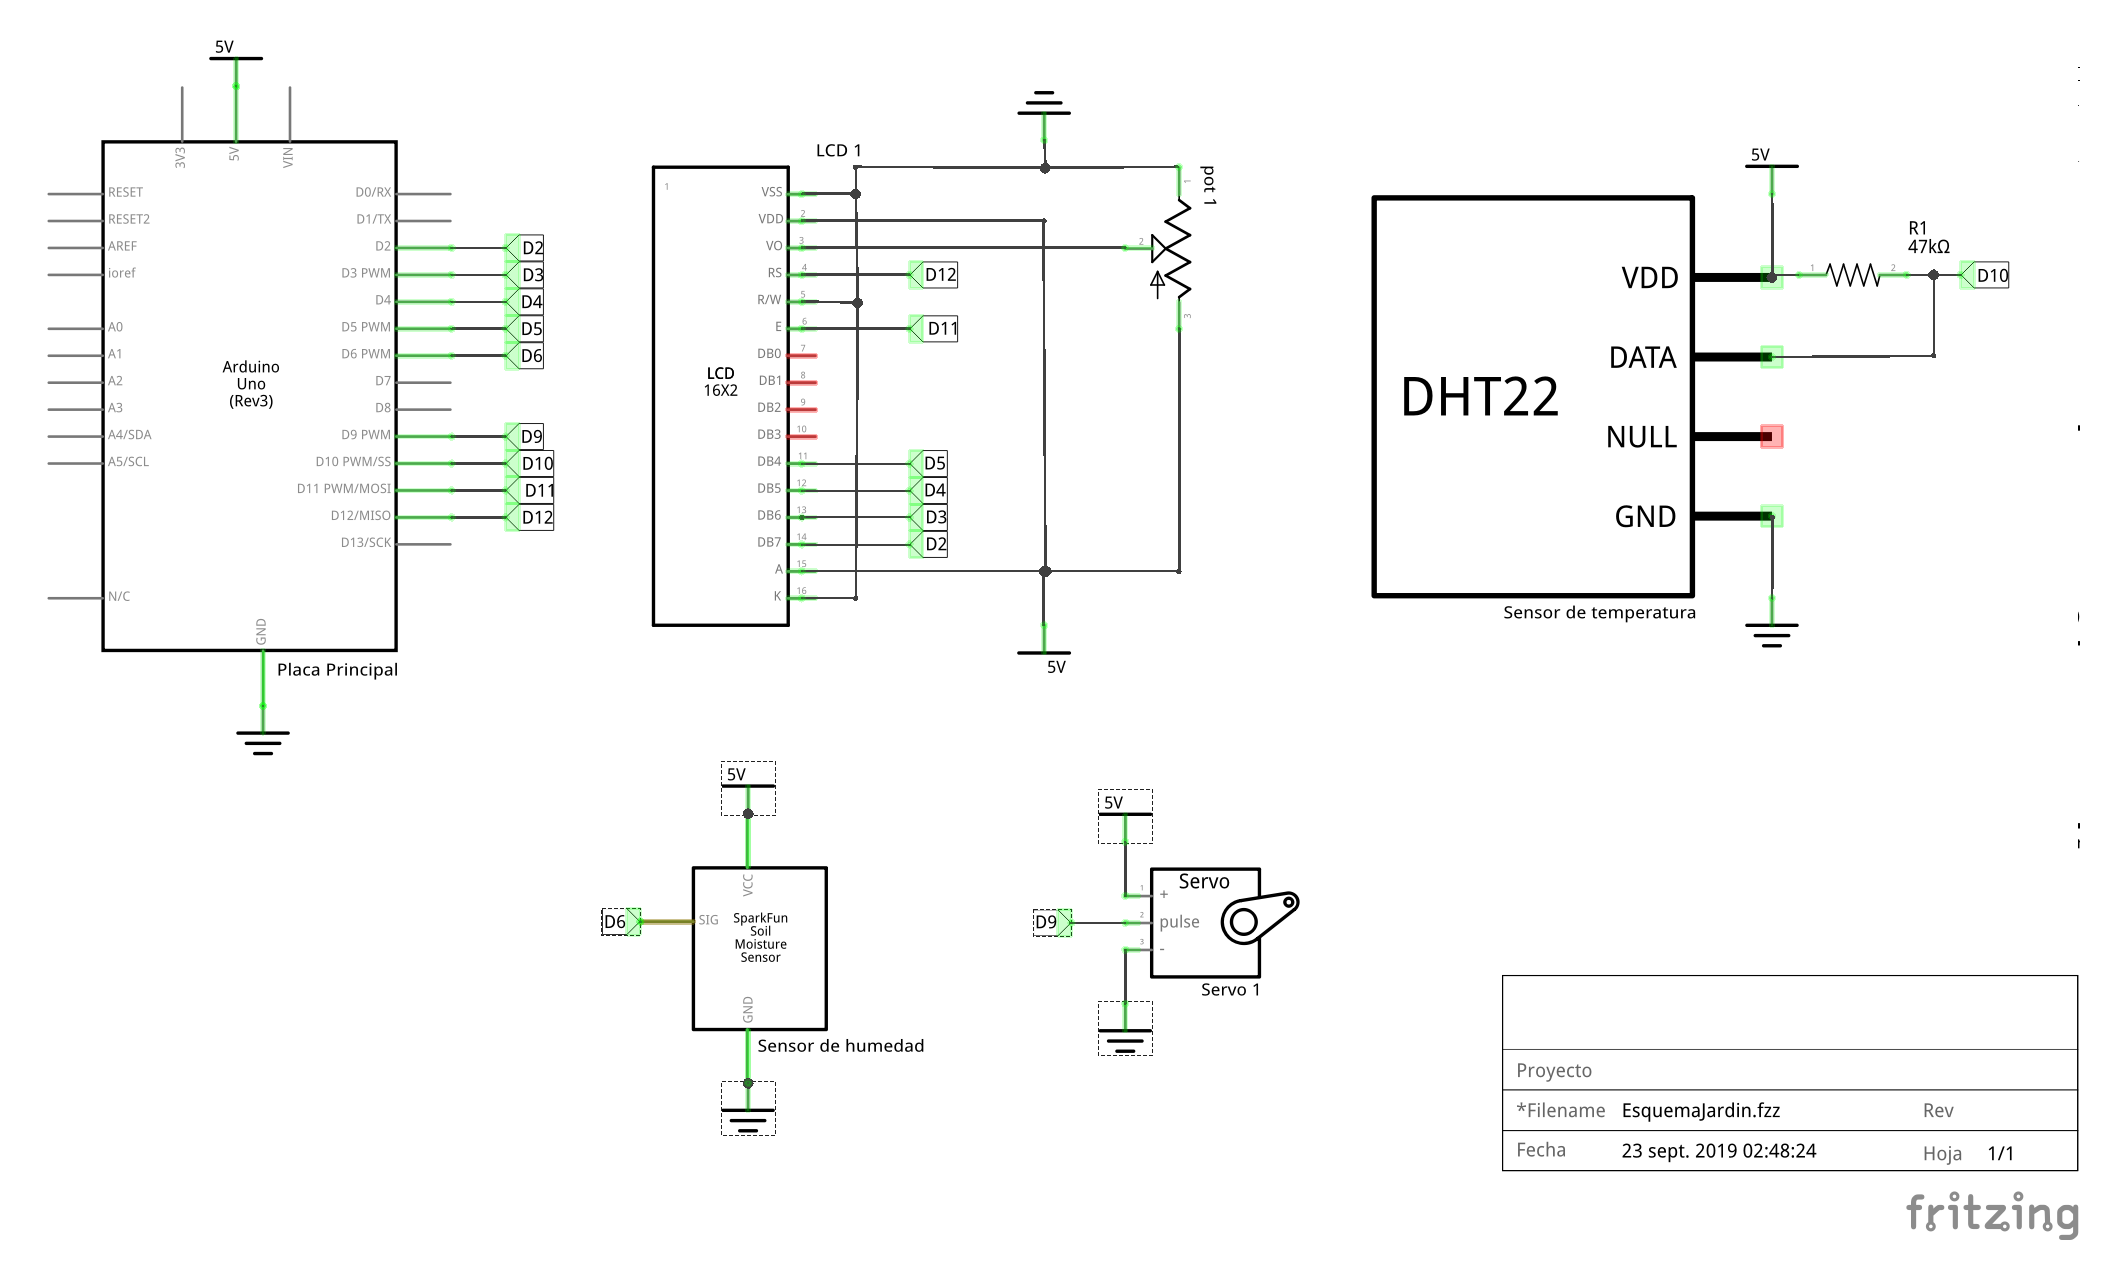 5V
3V3
5V
VIN
RESET
RESET2
AREF
ioref
A0
A1
A2
A3
A4/SDA
A5/SCL
N/C
Arduino
Uno
(Rev3)
D0/RX
D1/TX
D2
D3 PWM
D4
D5 PWM
D6 PWM
D7
D8
D9 PWM
D10 PWM/SS
D11 PWM/MOSI
D12/MISO
D13/SCK
GND
Placa Principal
D2
D3
D4
D5
D6
D9
D10
D11
D12
LCD 1
1
LCD
16X2
VSS
VDD 2
VO 3
RS 4
R/W 5
E 6
DB0 7
DB1 8
DB2 9
DB3 10
DB4 11
DB5 12
DB6 13
DB7 14
A 15
K 16
D12
D11
D5
D4
D3
D2
pot 1
1
2
3
5V
DHT22
VDD
DATA
NULL
GND
Sensor de temperatura
5V
R1
47kΩ
1 2
D10
5V
VCC
D6
SIG
SparkFun
Soil
Moisture
Sensor
GND
Sensor de humedad
5V
Servo
1 +
D9
2 pulse
3 -
Servo 1
Proyecto
*Filename EsquemaJardin.fzz Rev
Fecha 23 sept. 2019 02:48:24 Hoja 1/1
fritzing